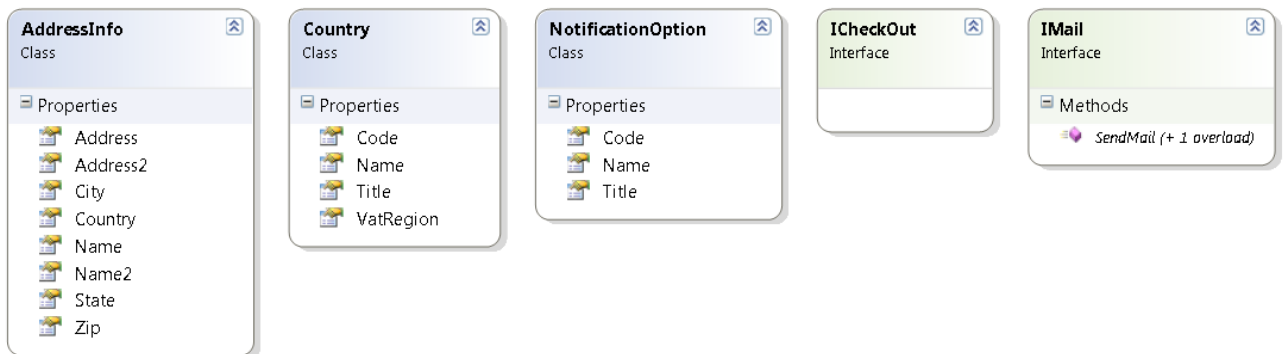 AddressInfo
Class
Properties
Address
Address2
City
Country
Name
Name2
State
Zip
Country
Class
Properties
Code
Name
Title
VatRegion
NotificationOption
Class
Properties
Code
Name
Title
ICheckOut
Interface
IMail
Interface
Methods
SendMail (+ 1 overload)